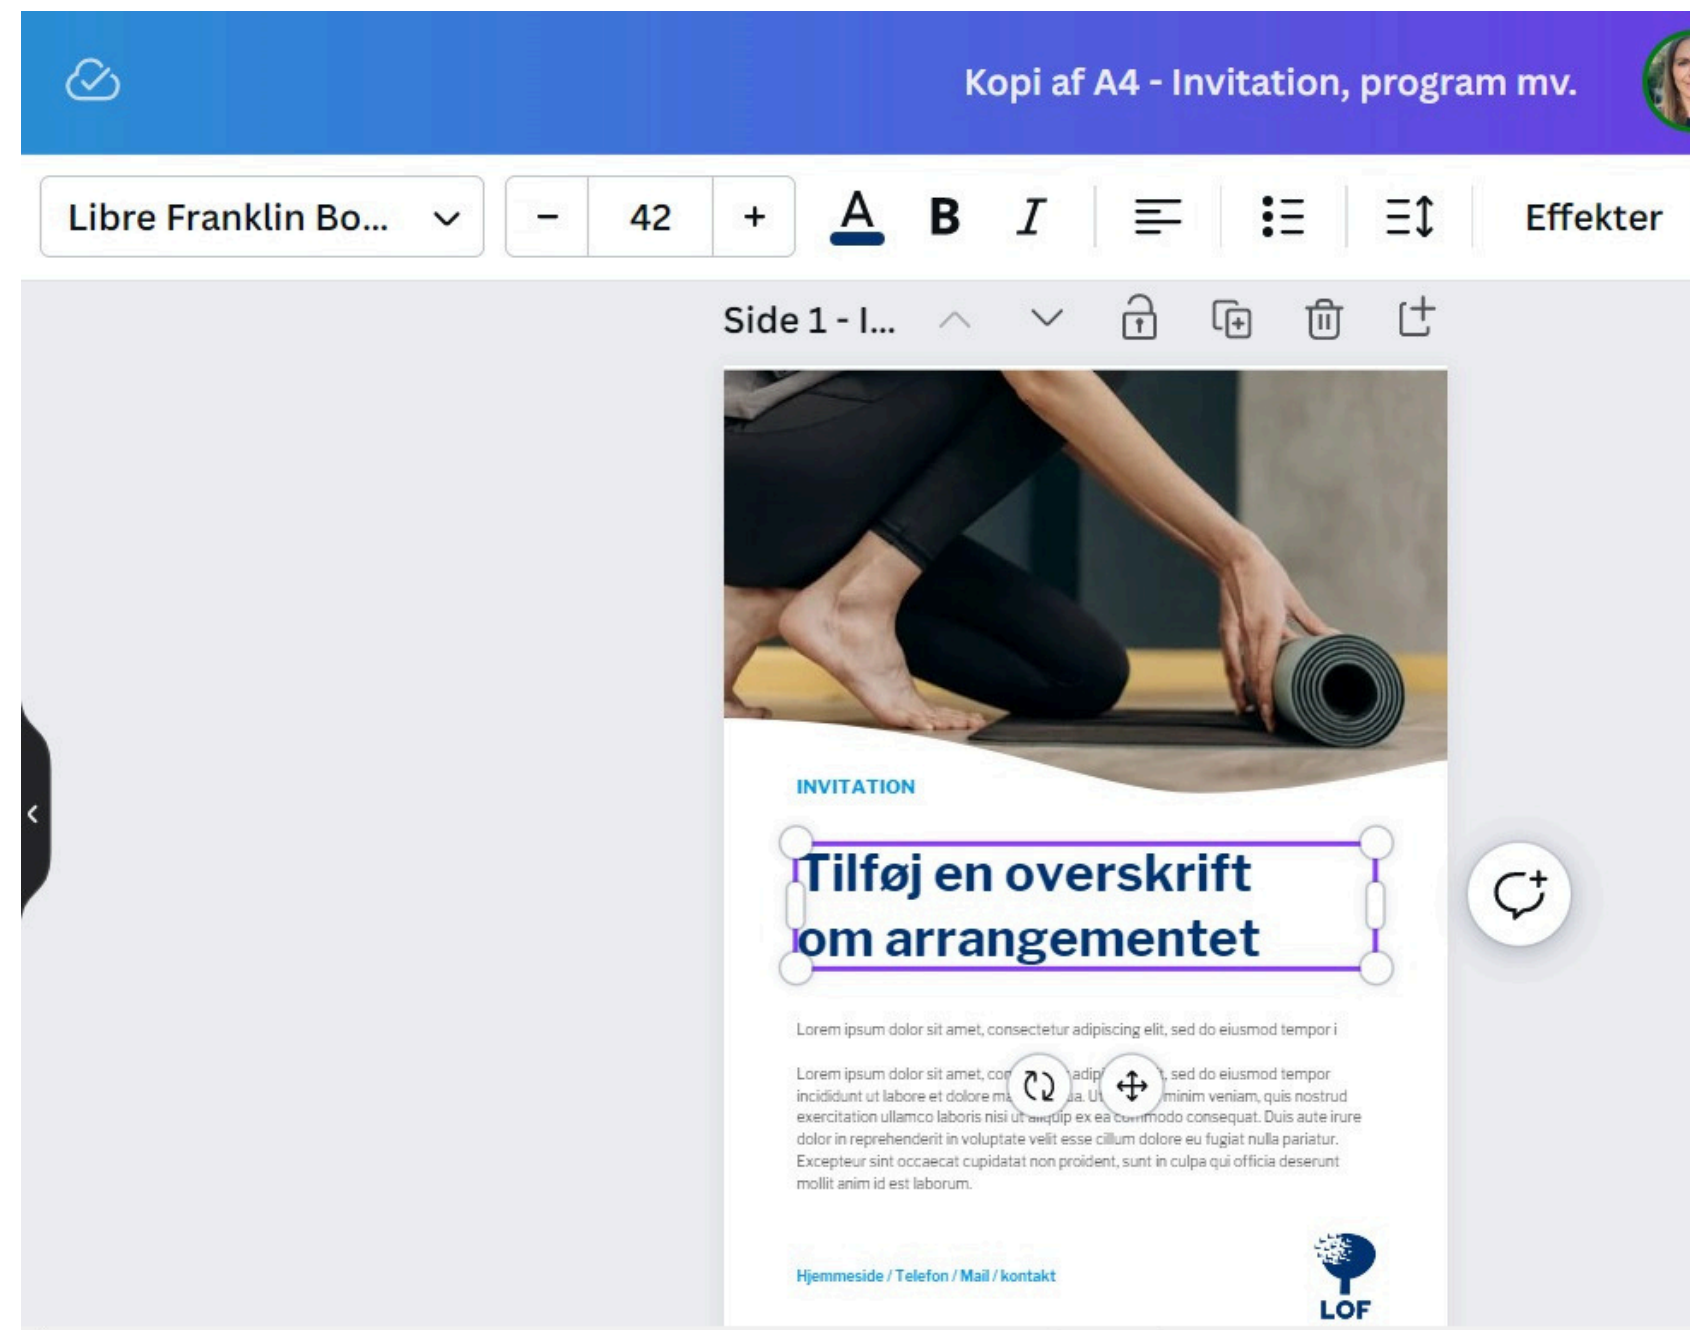 Kopi af A4 - Invitation, program mv.
Libre Franklin Bo... − 42 + A B I Effekter
Side 1 - I...
INVITATION
Tilføj en overskrift
om arrangementet
Lorem ipsum dolor sit amet, consectetur adipiscing elit, sed do eiusmod tempor i
Lorem ipsum dolor sit amet, sed do eiusmod tempor
incididunt ut labore et dolore minim veniam, quis nostrud
exercitation ullamco laboris nisi ut aliquip ex ea commodo consequat. Duis aute irure
dolor in reprehenderit in voluptate velit esse cillum dolore eu fugiat nulla pariatur.
Excepteur sint occaecat cupidatat non proident, sunt in culpa qui officia deserunt
mollit anim id est laborum.
Hjemmeside / Telefon / Mail / kontakt
LOF